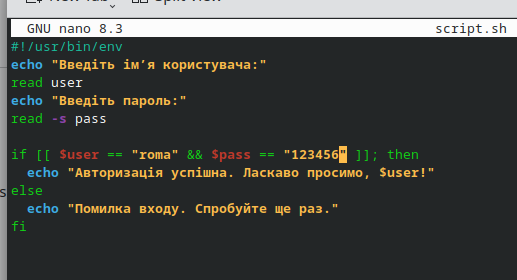 GNU nano 8.3 script.sh
#!/usr/bin/env
echo "Введіть ім’я користувача:"
read user
echo "Введіть пароль:"
read -s pass
if [[ $user == "roma" && $pass == "123456" ]]; then
echo "Авторизація успішна. Ласкаво просимо, $user!"
else
echo "Помилка входу. Спробуйте ще раз."
fi